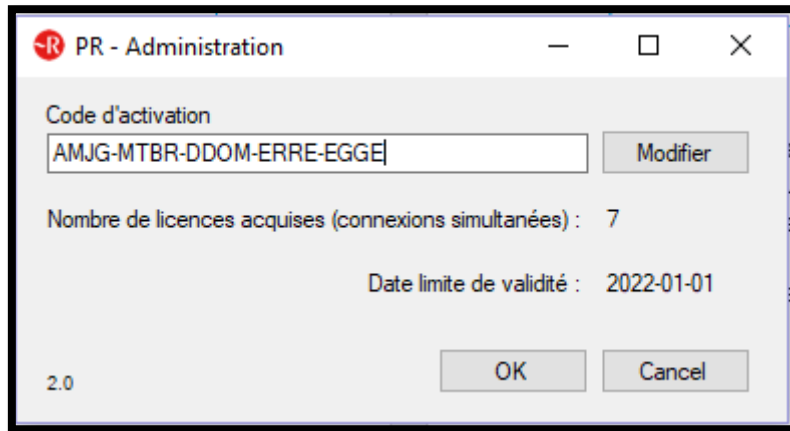 PR - Administration
Code d'activation
AMJG-MTBR-DDOM-ERRE-EGGE
Modifier
Nombre de licences acquises (connexions simultanées) : 7
Date limite de validité : 2022-01-01
2.0
OK
Cancel